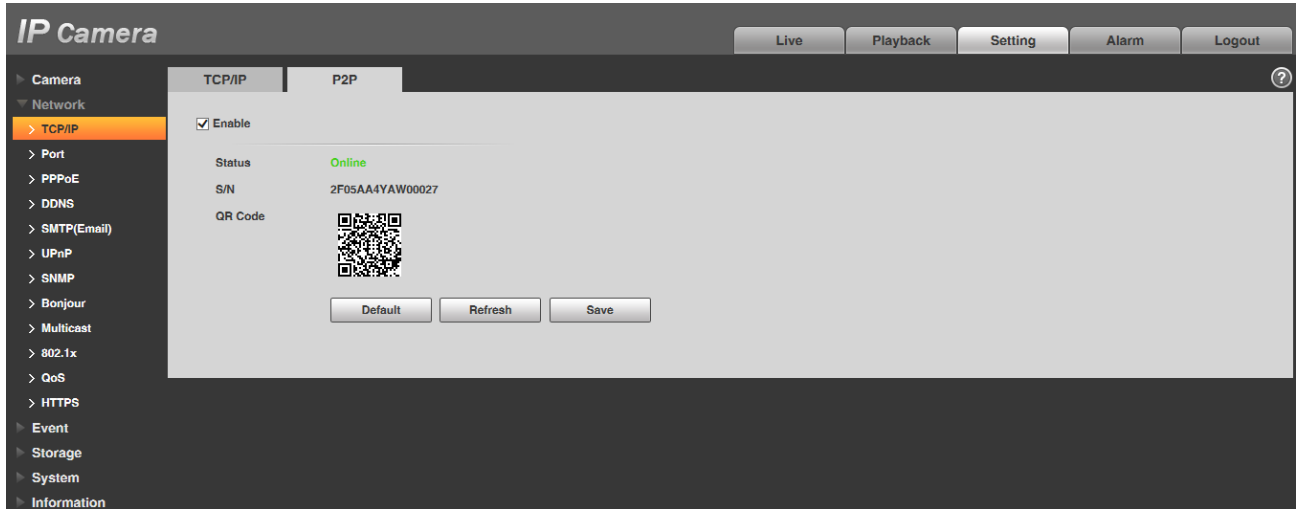 IP Camera
Live Playback Setting Alarm Logout
Camera
Network
TCP/IP
Port
PPPoE
DDNS
SMTP(Email)
UPnP
SNMP
Bonjour
Multicast
802.1x
QoS
HTTPS
Event
Storage
System
Information
TCP/IP P2P
?
Enable
Status Online
S/N 2F05AA4YAW00027
QR Code
Default Refresh Save